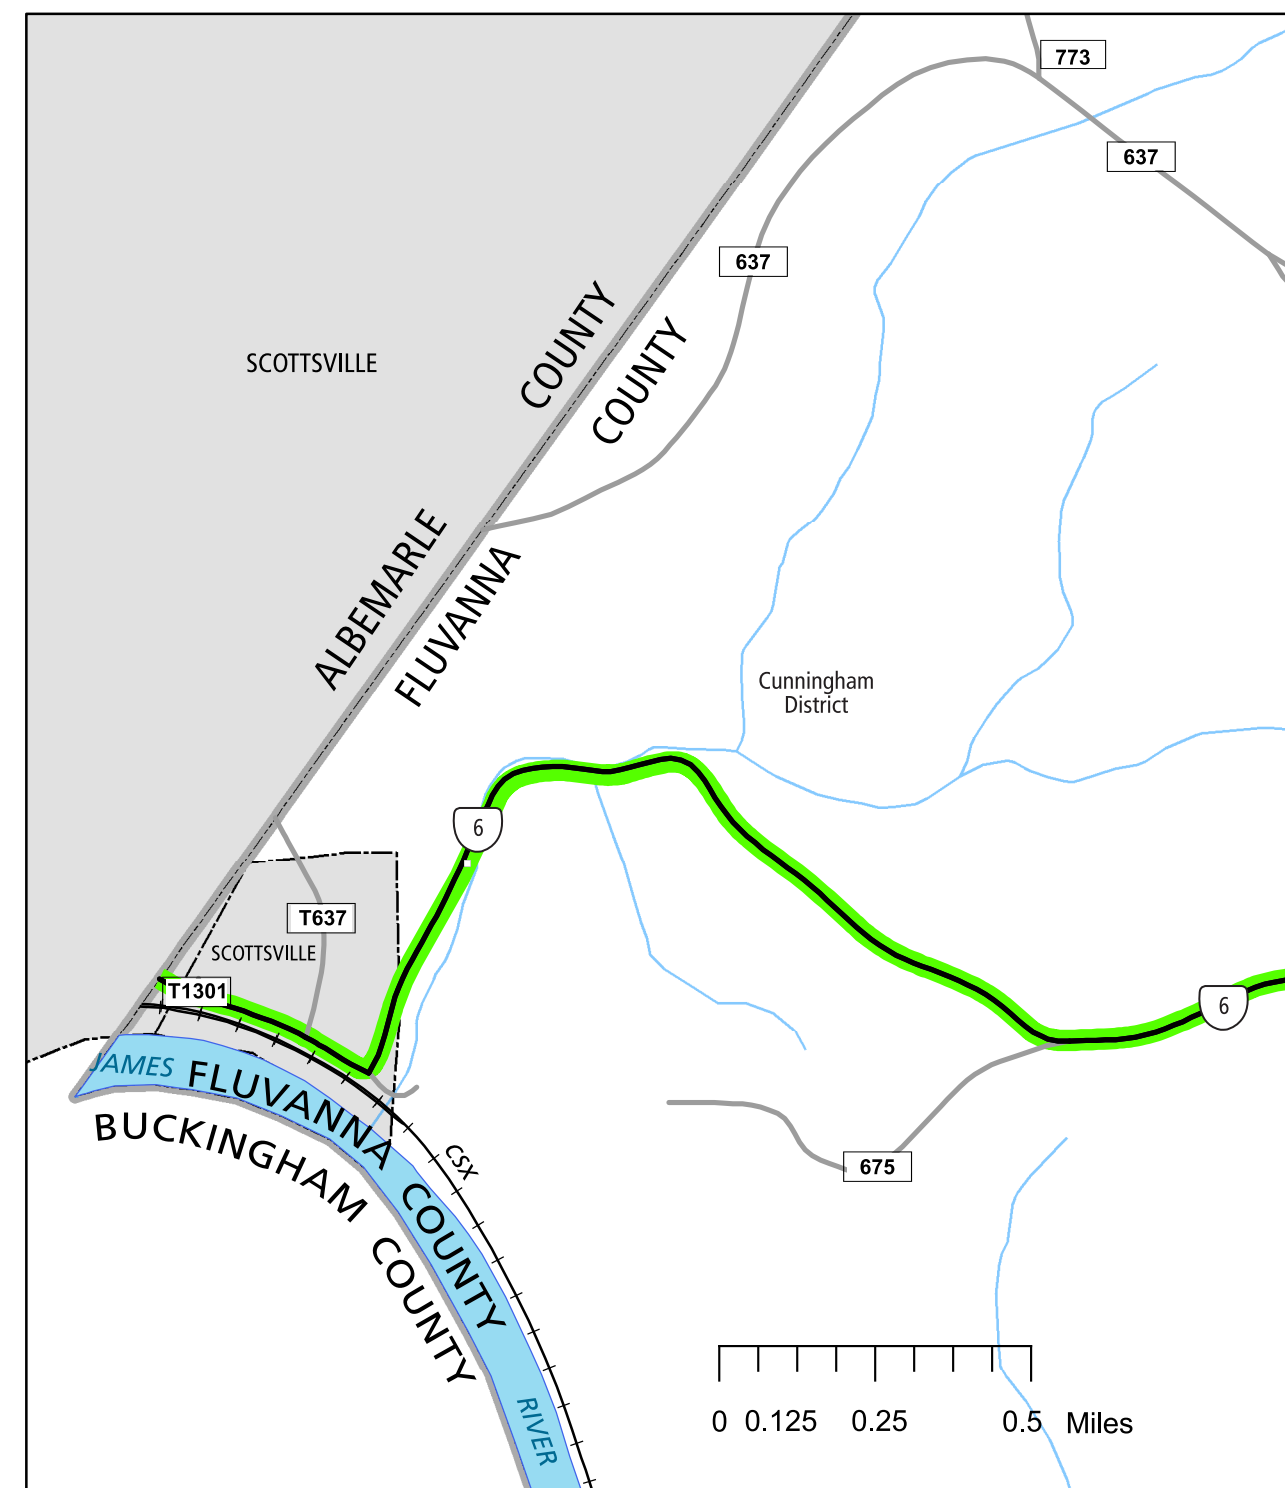 773
637
637
SCOTTSVILLE
ALBEMARLE COUNTY
FLUVANNA COUNTY
Cunningham
District
6
T637
SCOTTSVILLE
T1301
6
JAMES RIVER
FLUVANNA COUNTY
BUCKINGHAM COUNTY
CSX
675
0 0.125 0.25 0.5 Miles